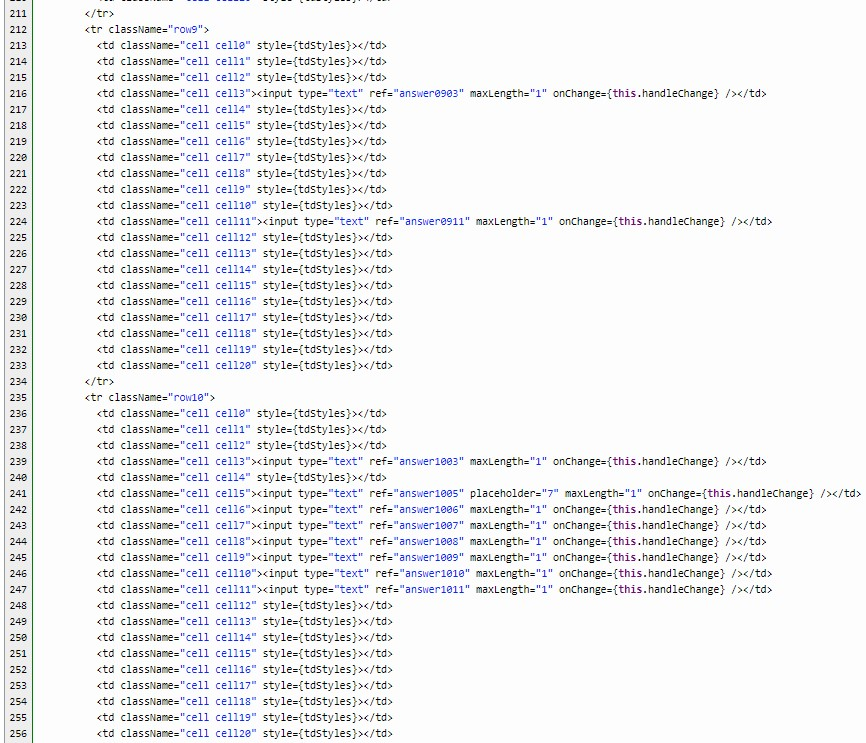 211 </tr>
212 <tr className="row9">
213 <td className="cell cell0" style={tdStyles}></td>
214 <td className="cell cell1" style={tdStyles}></td>
215 <td className="cell cell2" style={tdStyles}></td>
216 <td className="cell cell3"><input type="text" ref="answer0903" maxLength="1" onChange={this.handleChange} /></td>
217 <td className="cell cell4" style={tdStyles}></td>
218 <td className="cell cell5" style={tdStyles}></td>
219 <td className="cell cell6" style={tdStyles}></td>
220 <td className="cell cell7" style={tdStyles}></td>
221 <td className="cell cell8" style={tdStyles}></td>
222 <td className="cell cell9" style={tdStyles}></td>
223 <td className="cell cell10" style={tdStyles}></td>
224 <td className="cell cell11"><input type="text" ref="answer0911" maxLength="1" onChange={this.handleChange} /></td>
225 <td className="cell cell12" style={tdStyles}></td>
226 <td className="cell cell13" style={tdStyles}></td>
227 <td className="cell cell14" style={tdStyles}></td>
228 <td className="cell cell15" style={tdStyles}></td>
229 <td className="cell cell16" style={tdStyles}></td>
230 <td className="cell cell17" style={tdStyles}></td>
231 <td className="cell cell18" style={tdStyles}></td>
232 <td className="cell cell19" style={tdStyles}></td>
233 <td className="cell cell20" style={tdStyles}></td>
234 </tr>
235 <tr className="row10">
236 <td className="cell cell0" style={tdStyles}></td>
237 <td className="cell cell1" style={tdStyles}></td>
238 <td className="cell cell2" style={tdStyles}></td>
239 <td className="cell cell3"><input type="text" ref="answer1003" maxLength="1" onChange={this.handleChange} /></td>
240 <td className="cell cell4" style={tdStyles}></td>
241 <td className="cell cell5"><input type="text" ref="answer1005" placeholder="7" maxLength="1" onChange={this.handleChange} /></td>
242 <td className="cell cell6"><input type="text" ref="answer1006" maxLength="1" onChange={this.handleChange} /></td>
243 <td className="cell cell7"><input type="text" ref="answer1007" maxLength="1" onChange={this.handleChange} /></td>
244 <td className="cell cell8"><input type="text" ref="answer1008" maxLength="1" onChange={this.handleChange} /></td>
245 <td className="cell cell9"><input type="text" ref="answer1009" maxLength="1" onChange={this.handleChange} /></td>
246 <td className="cell cell10"><input type="text" ref="answer1010" maxLength="1" onChange={this.handleChange} /></td>
247 <td className="cell cell11"><input type="text" ref="answer1011" maxLength="1" onChange={this.handleChange} /></td>
248 <td className="cell cell12" style={tdStyles}></td>
249 <td className="cell cell13" style={tdStyles}></td>
250 <td className="cell cell14" style={tdStyles}></td>
251 <td className="cell cell15" style={tdStyles}></td>
252 <td className="cell cell16" style={tdStyles}></td>
253 <td className="cell cell17" style={tdStyles}></td>
254 <td className="cell cell18" style={tdStyles}></td>
255 <td className="cell cell19" style={tdStyles}></td>
256 <td className="cell cell20" style={tdStyles}></td>